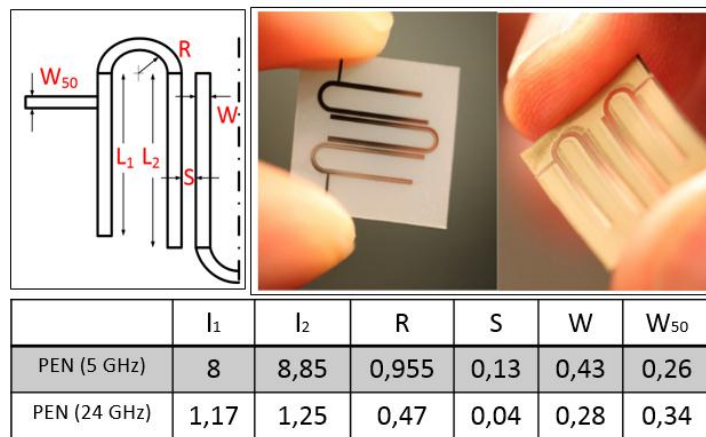 R
W50
W
L1
L2
S
l1 l2 R S W W50
PEN (5 GHz) 8 8,85 0,955 0,13 0,43 0,26
PEN (24 GHz) 1,17 1,25 0,47 0,04 0,28 0,34